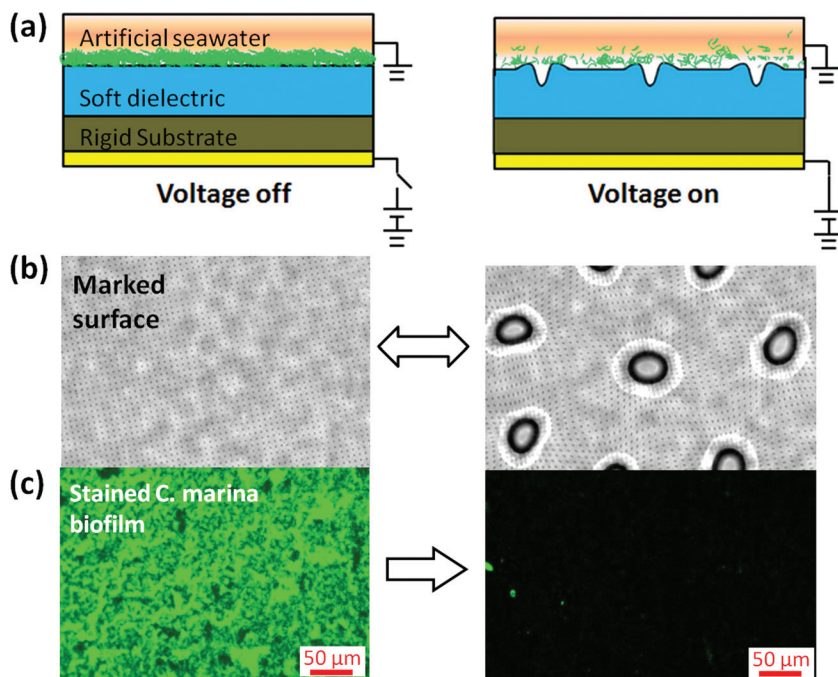 (a)
Artificial seawater
Soft dielectric
Rigid Substrate
Voltage off
Voltage on
(b)
Marked
surface
(c)
Stained C. marina
biofilm
50 µm
50 µm